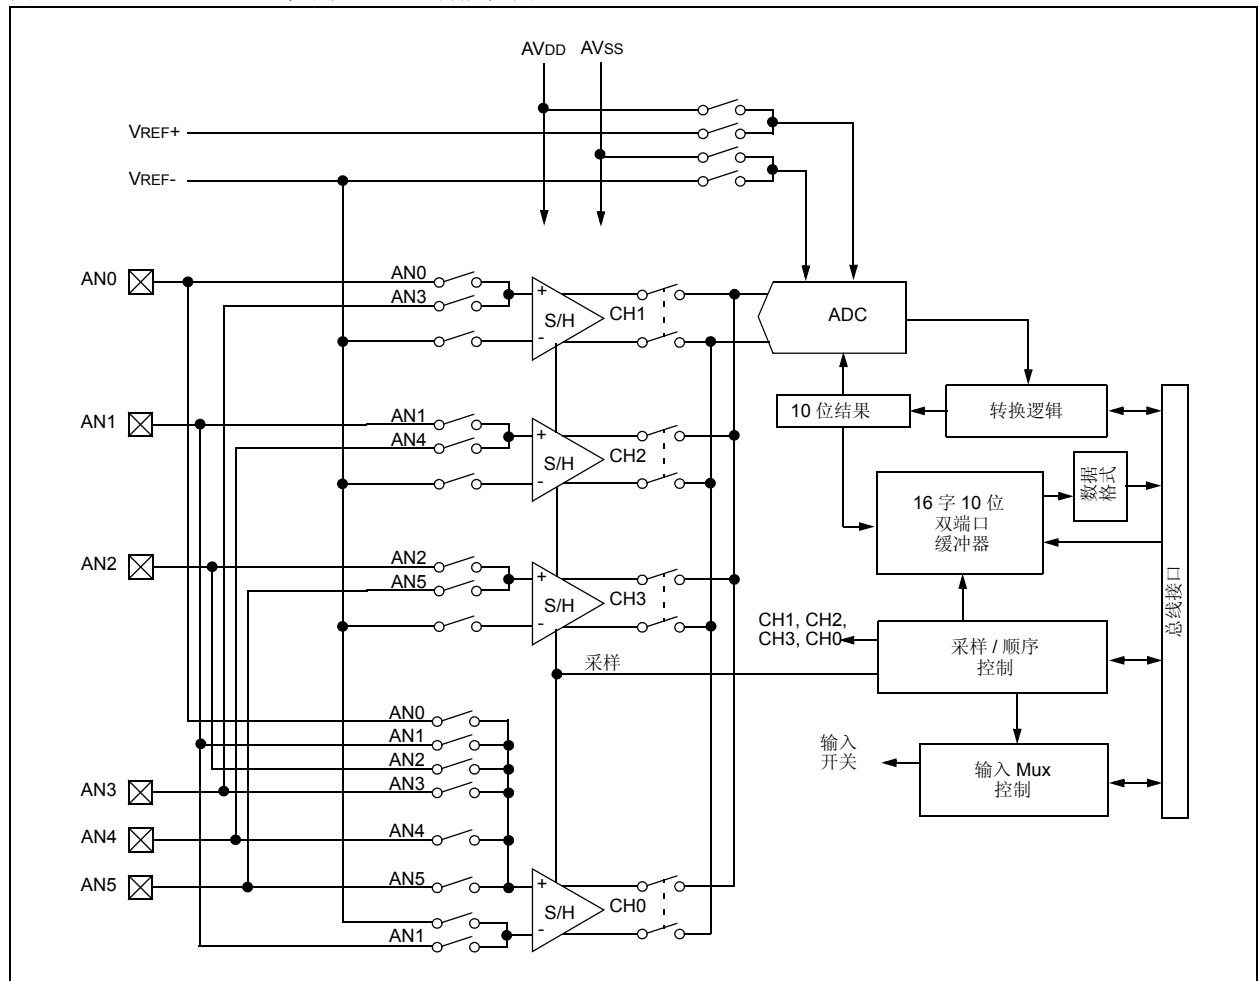 AVDD AVSS
VREF+
VREF-
AN0
AN0
AN3
+
S/H
-
CH1
ADC
AN1
AN1
AN4
+
S/H
-
CH2
10 位结果
转换逻辑
数据
格式
16 字 10 位
双端口
缓冲器
总线接口
AN2
AN2
AN5
+
S/H
-
CH3
CH1, CH2,
CH3, CH0
采样 / 顺序
控制
采样
AN0
AN1
AN2
AN3
AN3
AN4
AN4
AN5
AN5
输入
开关
输入 Mux
控制
+
S/H
-
CH0
AN1